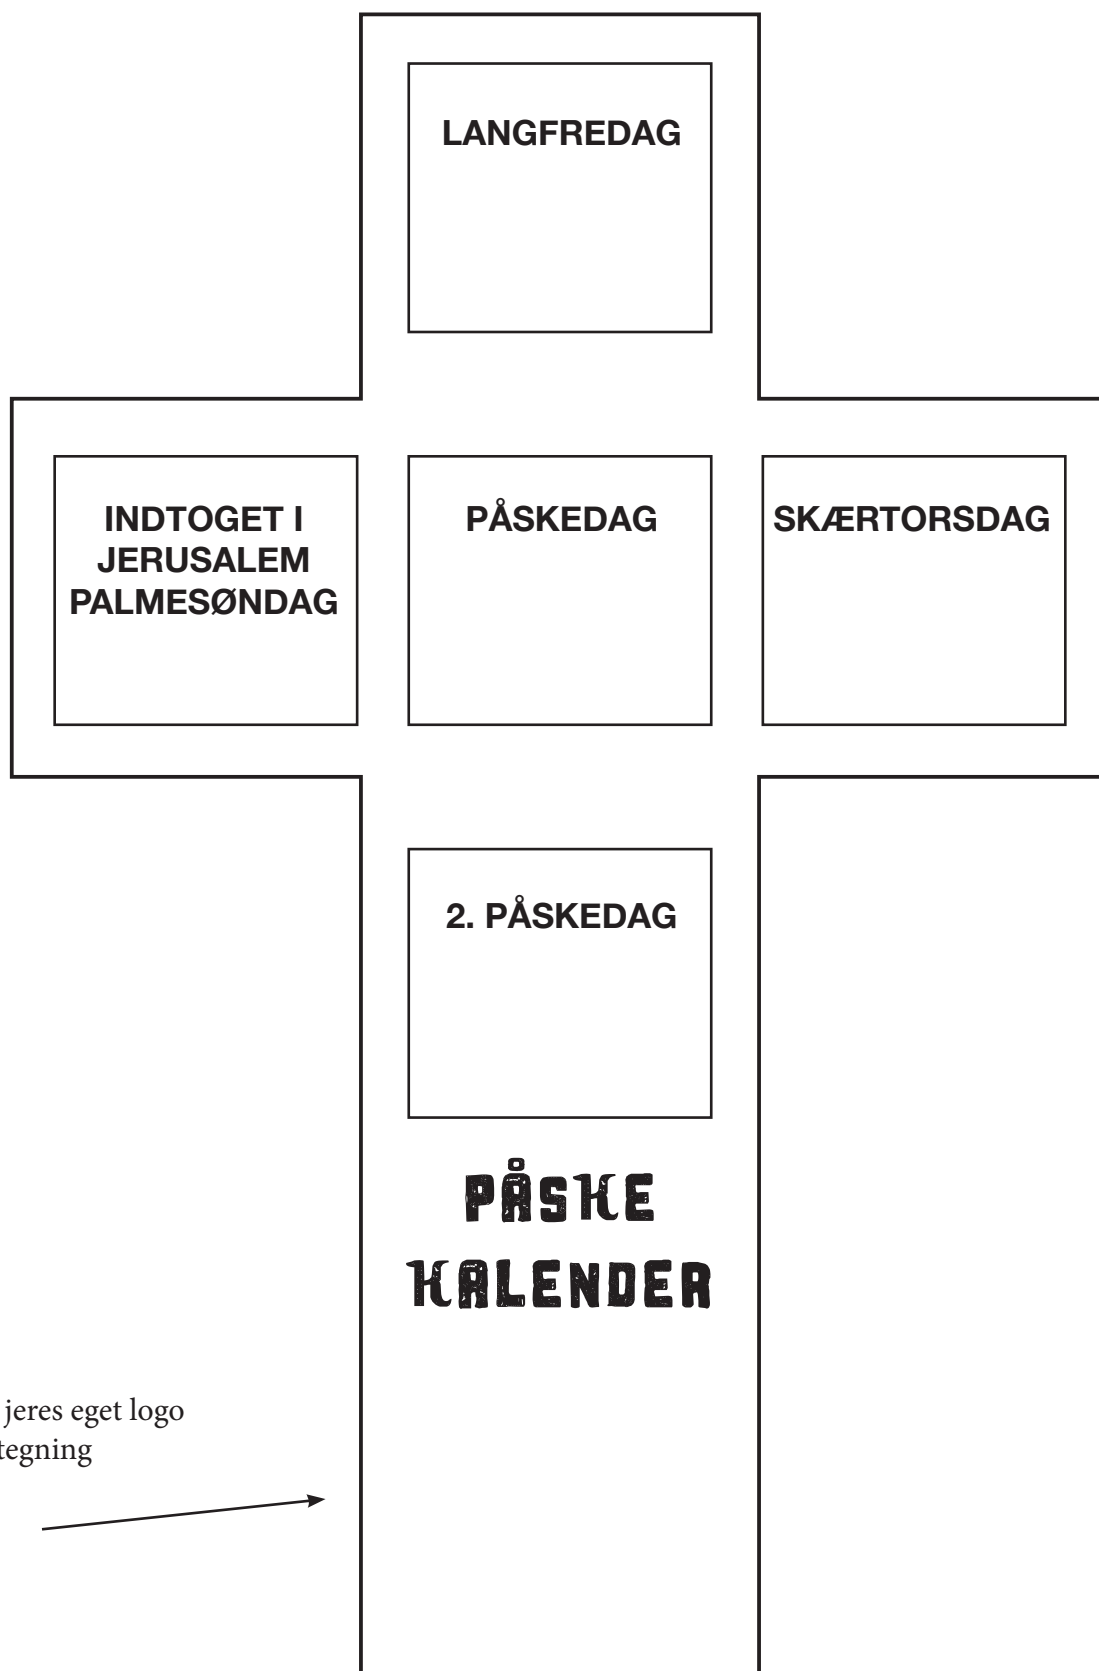 LANGFREDAG
INDTOGET I
JERUSALEM
PALMESØNDAG
PÅSKEDAG
SKÆRTORSDAG
2. PÅSKEDAG
PÅSKE
KALENDER
jeres eget logo
tegning